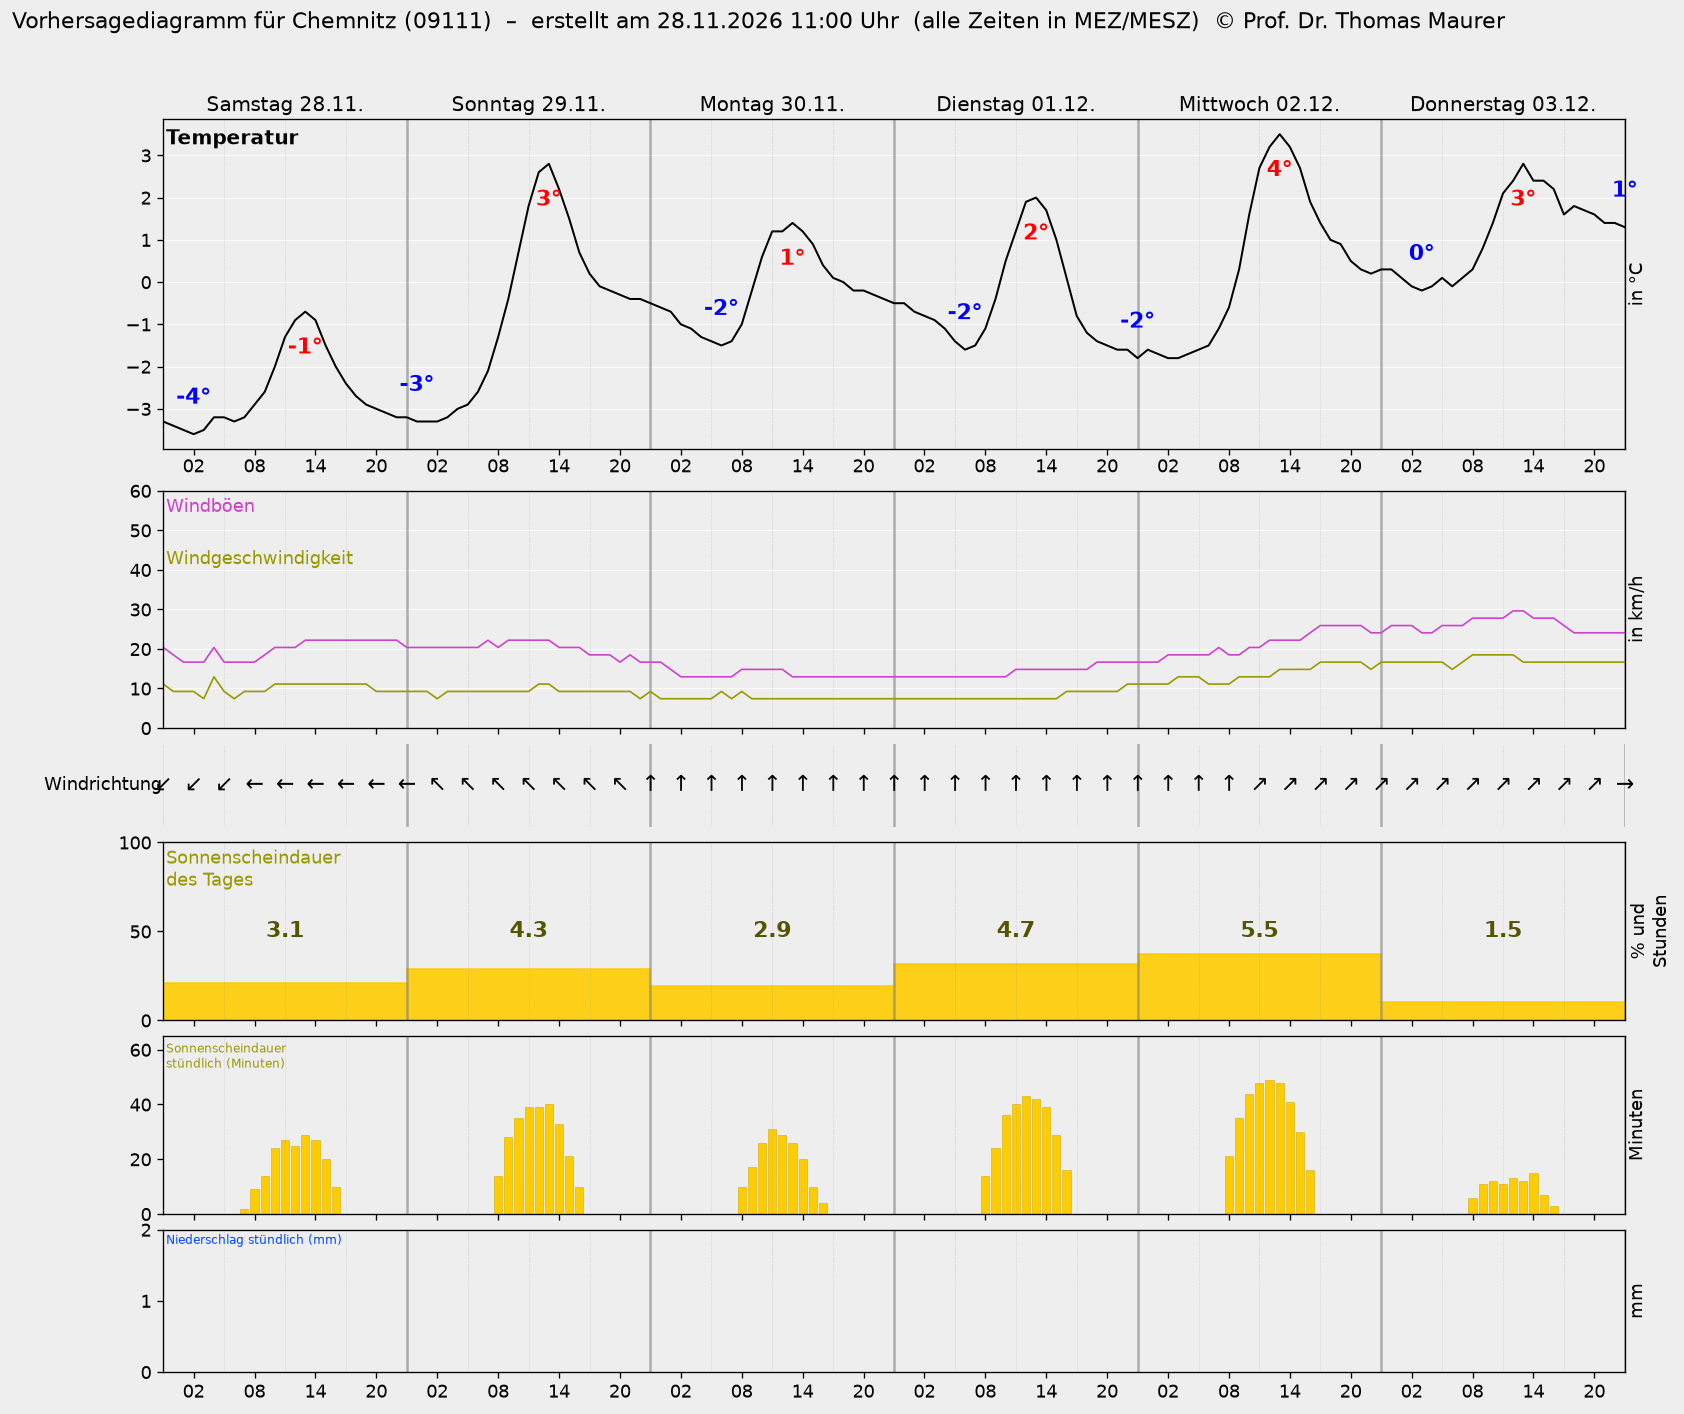 Vorhersagediagramm für Chemnitz (09111) – erstellt am 28.11.2026 11:00 Uhr (alle Zeiten in MEZ/MESZ) © Prof. Dr. Thomas Maurer
Samstag 28.11. Sonntag 29.11. Montag 30.11. Dienstag 01.12. Mittwoch 02.12. Donnerstag 03.12.
Temperatur
3
2
1
0
−1
−2
−3
-4° -1° -3° 3° -2° 1° -2° 2° -2° 4° 0° 3° 1°
in °C
02 08 14 20 02 08 14 20 02 08 14 20 02 08 14 20 02 08 14 20 02 08 14 20
Windböen
Windgeschwindigkeit
60
50
40
30
20
10
0
in km/h
Windrichtung
↙ ↙ ↙ ← ← ← ← ← ← ↖ ↖ ↖ ↖ ↖ ↖ ↖ ↑ ↑ ↑ ↑ ↑ ↑ ↑ ↑ ↑ ↑ ↑ ↑ ↑ ↑ ↑ ↑ ↑ ↑ ↑ ↑ ↗ ↗ ↗ ↗ ↗ ↗ ↗ ↗ ↗ ↗ ↗ ↗ →
Sonnenscheindauer
des Tages
100
50
0
3.1 4.3 2.9 4.7 5.5 1.5
% und
Stunden
Sonnenscheindauer
stündlich (Minuten)
60
40
20
0
Minuten
Niederschlag stündlich (mm)
2
1
0
mm
02 08 14 20 02 08 14 20 02 08 14 20 02 08 14 20 02 08 14 20 02 08 14 20